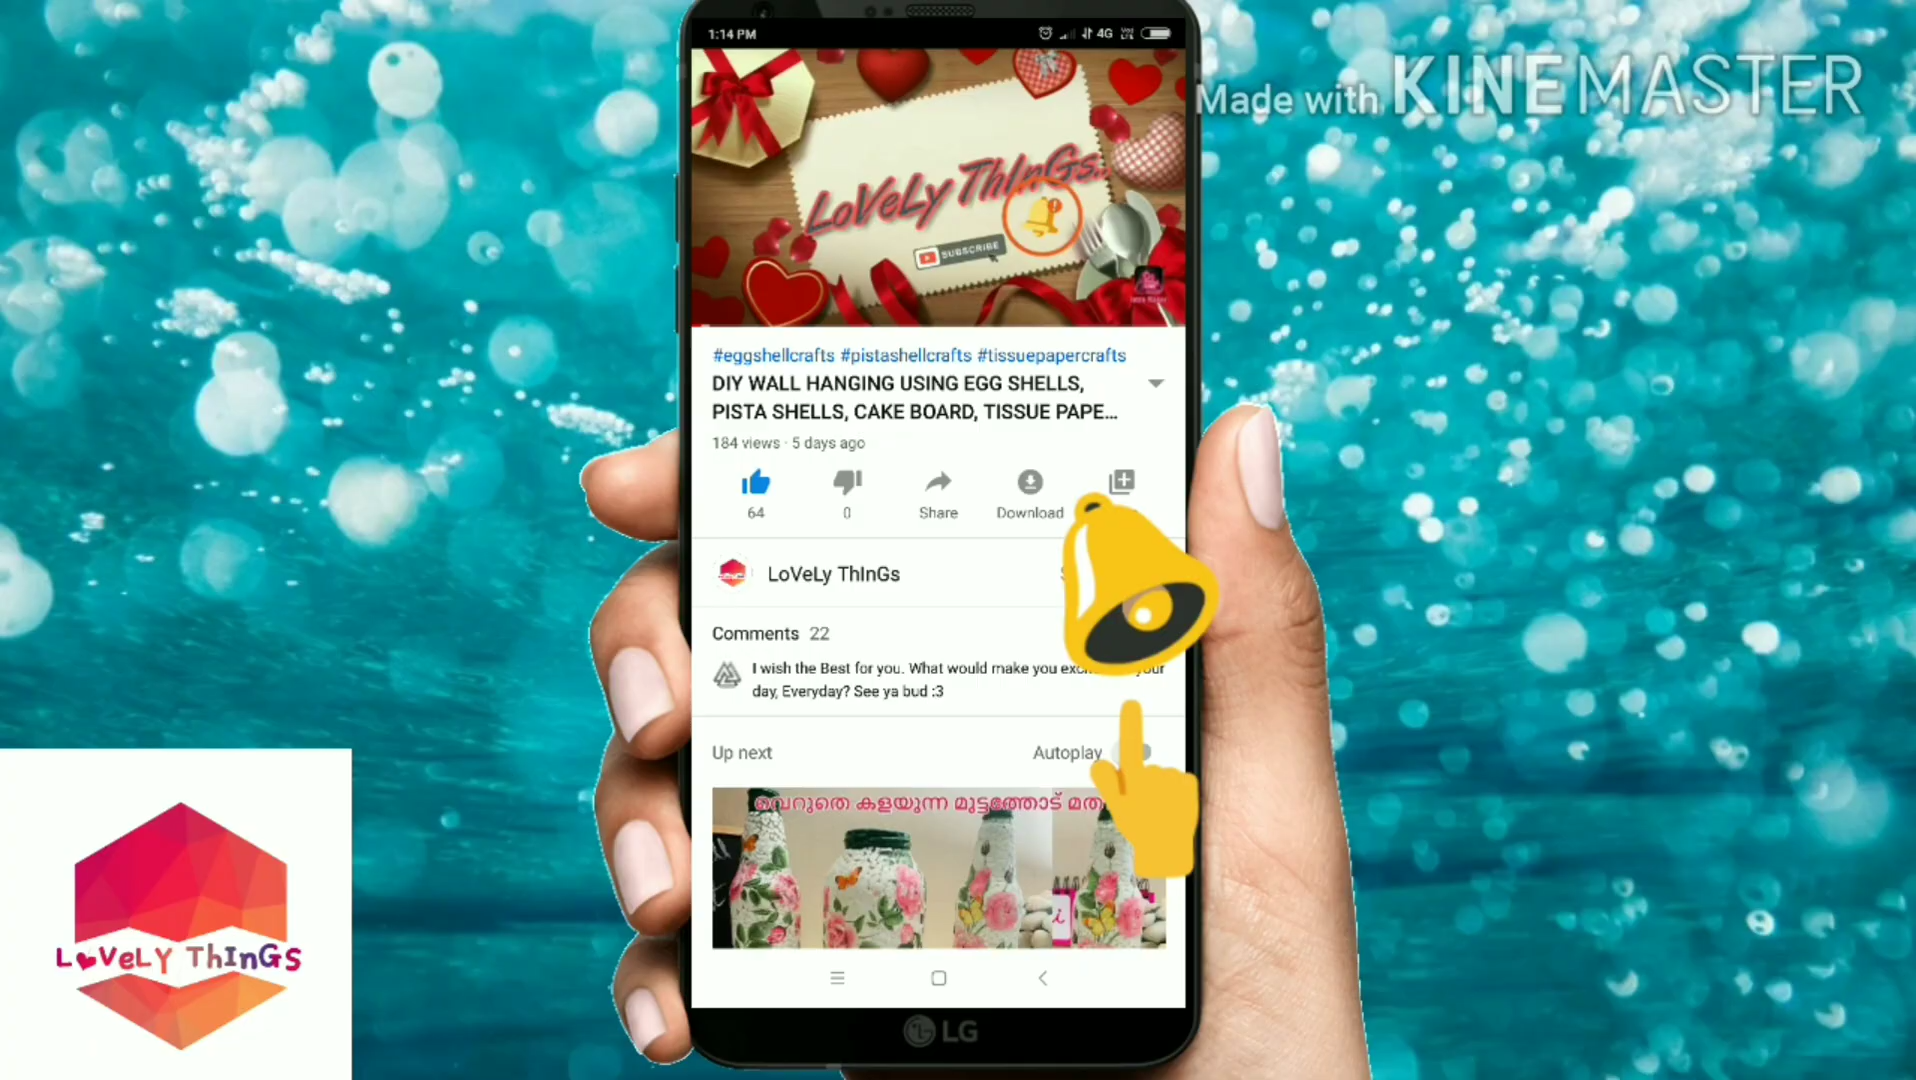 1:14 PM
4G
Made with KINEMASTER
LoVeLy ThInGs..
SUBSCRIBE
#eggshellcrafts #pistashellcrafts #tissuepapercrafts
DIY WALL HANGING USING EGG SHELLS,
PISTA SHELLS, CAKE BOARD, TISSUE PAPE...
184 views · 5 days ago
64
0
Share
Download
LoVeLy ThInGs
Comments 22
I wish the Best for you. What would make you
day, Everyday? See ya bud :3
Up next
Autoplay
വെറുതെ കളയുന്ന മുട്ടത്തോട് മതി
i
LG
LoVeLY ThInGS